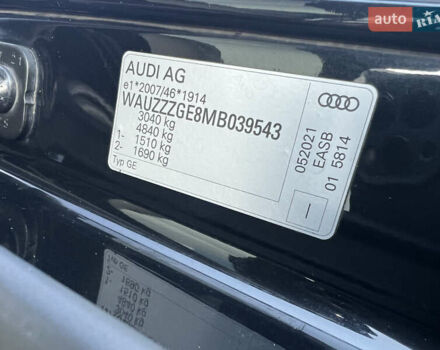 auto RIA
AUDI AG
e1*2007/46*1914
WAUZZZGE8MB039543
3040 kg
1- 4840 kg
2- 1510 kg
1690 kg
Typ GE
052021
EASB
01 5814
I